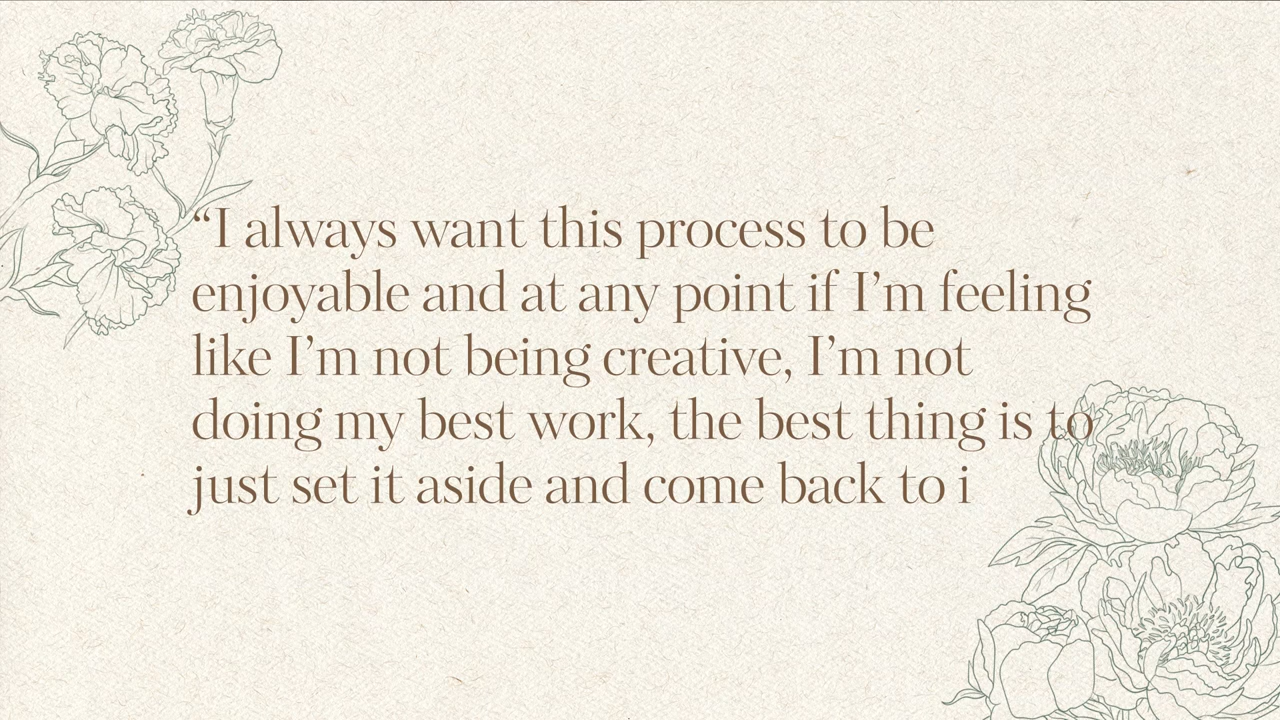 “I always want this process to be
enjoyable and at any point if I’m feeling
like I’m not being creative, I’m not
doing my best work, the best thing is to
just set it aside and come back to i